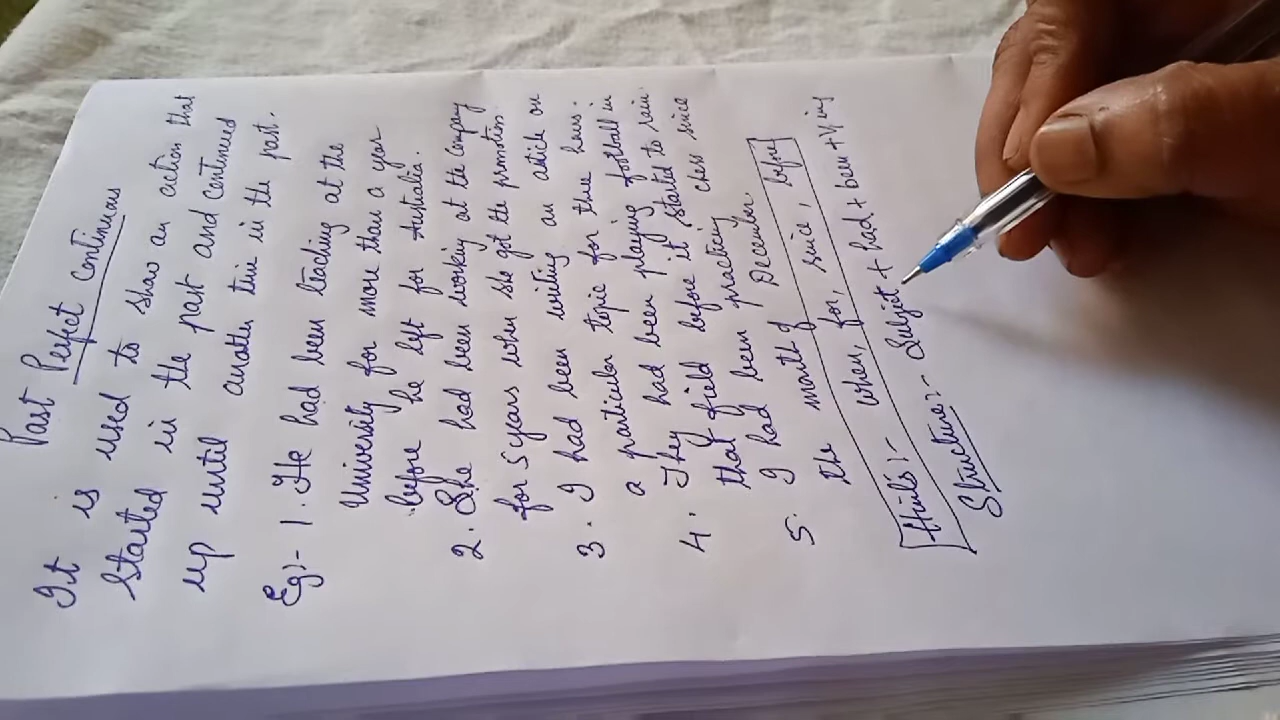 Past Perfect Continuous
It is used to show an action that
started in the past and continued
up until another time in the past.
Eg:- 1. He had been teaching at the
University for more than a year
before he left for Australia.
2. She had been working at the company
for 5 years when she got the promotion
3. I had been writing an article on
a particular topic for three hours.
4. They had been playing football in
that field before it started to rain.
5. I had been practicing chess since
the month of December.
Hints:- when, for, since, before
Structure:- Subject + had + been + V ing